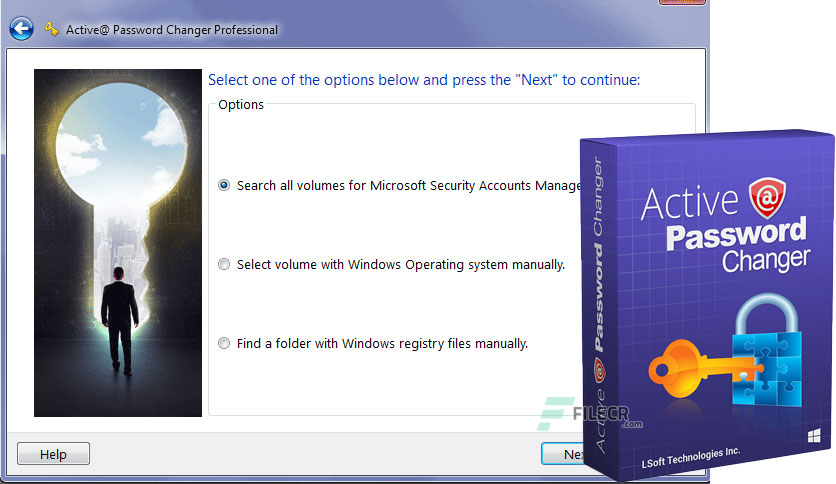 Active@ Password Changer Professional
Select one of the options below and press the "Next" to continue:
Options
Search all volumes for Microsoft Security Accounts Manage
Select volume with Windows Operating system manually.
Find a folder with Windows registry files manually.
Help
Nex
Active @ Password Changer
Active @
Password
Changer
LSoft Technologies Inc.
FILECR
.com